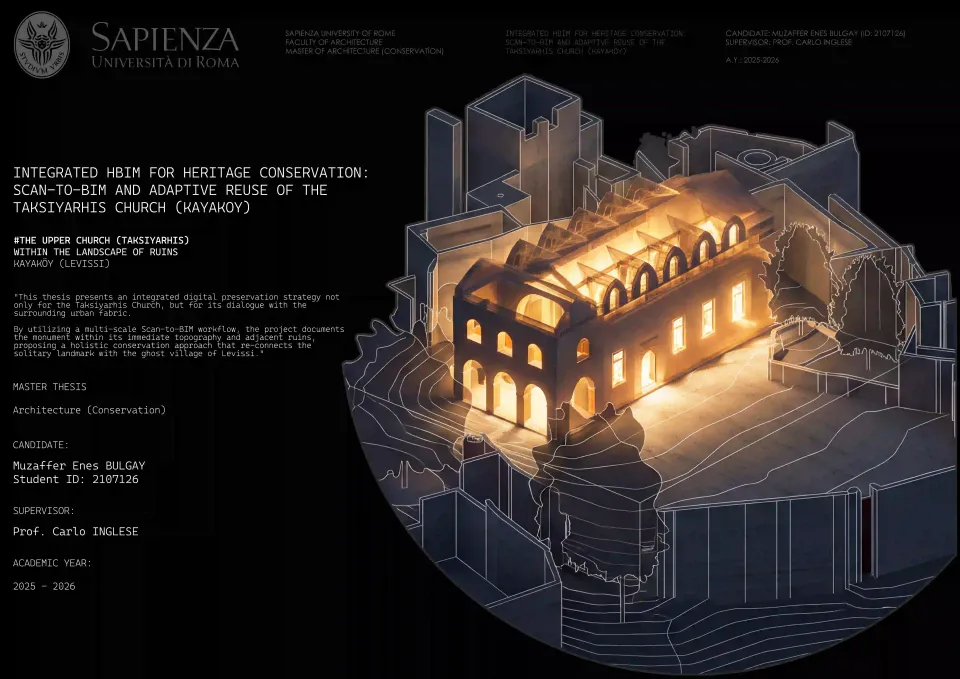 SAPIENZA
UNIVERSITÀ DI ROMA
STVDIVM VRBIS
SAPIENZA UNIVERSITY OF ROME
FACULTY OF ARCHITECTURE
MASTER OF ARCHITECTURE (CONSERVATION)
INTEGRATED HBIM FOR HERITAGE CONSERVATION:
SCAN-TO-BIM AND ADAPTIVE REUSE OF THE
TAKSIYARHIS CHURCH (KAYAKOY)
CANDIDATE: MUZAFFER ENES BULGAY (ID: 2107126)
SUPERVISOR: PROF. CARLO INGLESE
A.Y.: 2025-2026
INTEGRATED HBIM FOR HERITAGE CONSERVATION:
SCAN-TO-BIM AND ADAPTIVE REUSE OF THE
TAKSIYARHIS CHURCH (KAYAKOY)
#THE UPPER CHURCH (TAKSIYARHIS)
WITHIN THE LANDSCAPE OF RUINS
KAYAKÖY (LEVISSI)
"This thesis presents an integrated digital preservation strategy not
only for the Taksiyarhis Church, but for its dialogue with the
surrounding urban fabric.
By utilizing a multi-scale Scan-to-BIM workflow, the project documents
the monument within its immediate topography and adjacent ruins,
proposing a holistic conservation approach that re-connects the
solitary landmark with the ghost village of Levissi."
MASTER THESIS
Architecture (Conservation)
CANDIDATE:
Muzaffer Enes BULGAY
Student ID: 2107126
SUPERVISOR:
Prof. Carlo INGLESE
ACADEMIC YEAR:
2025 - 2026